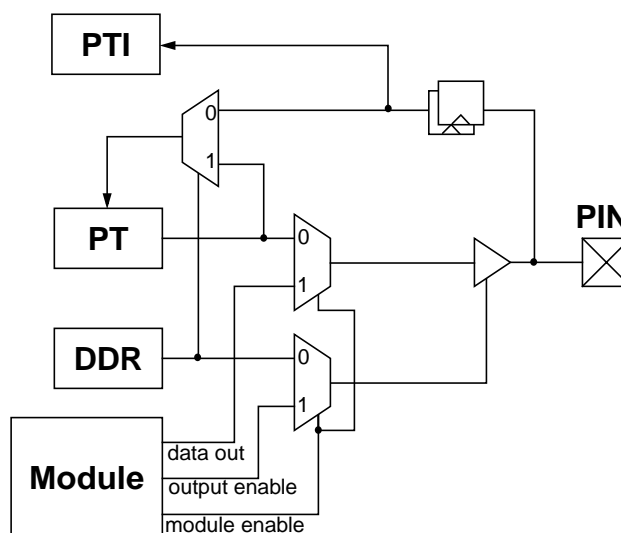 PTI
0
1
PT
PIN
0
1
DDR
0
1
Module
data out
output enable
module enable